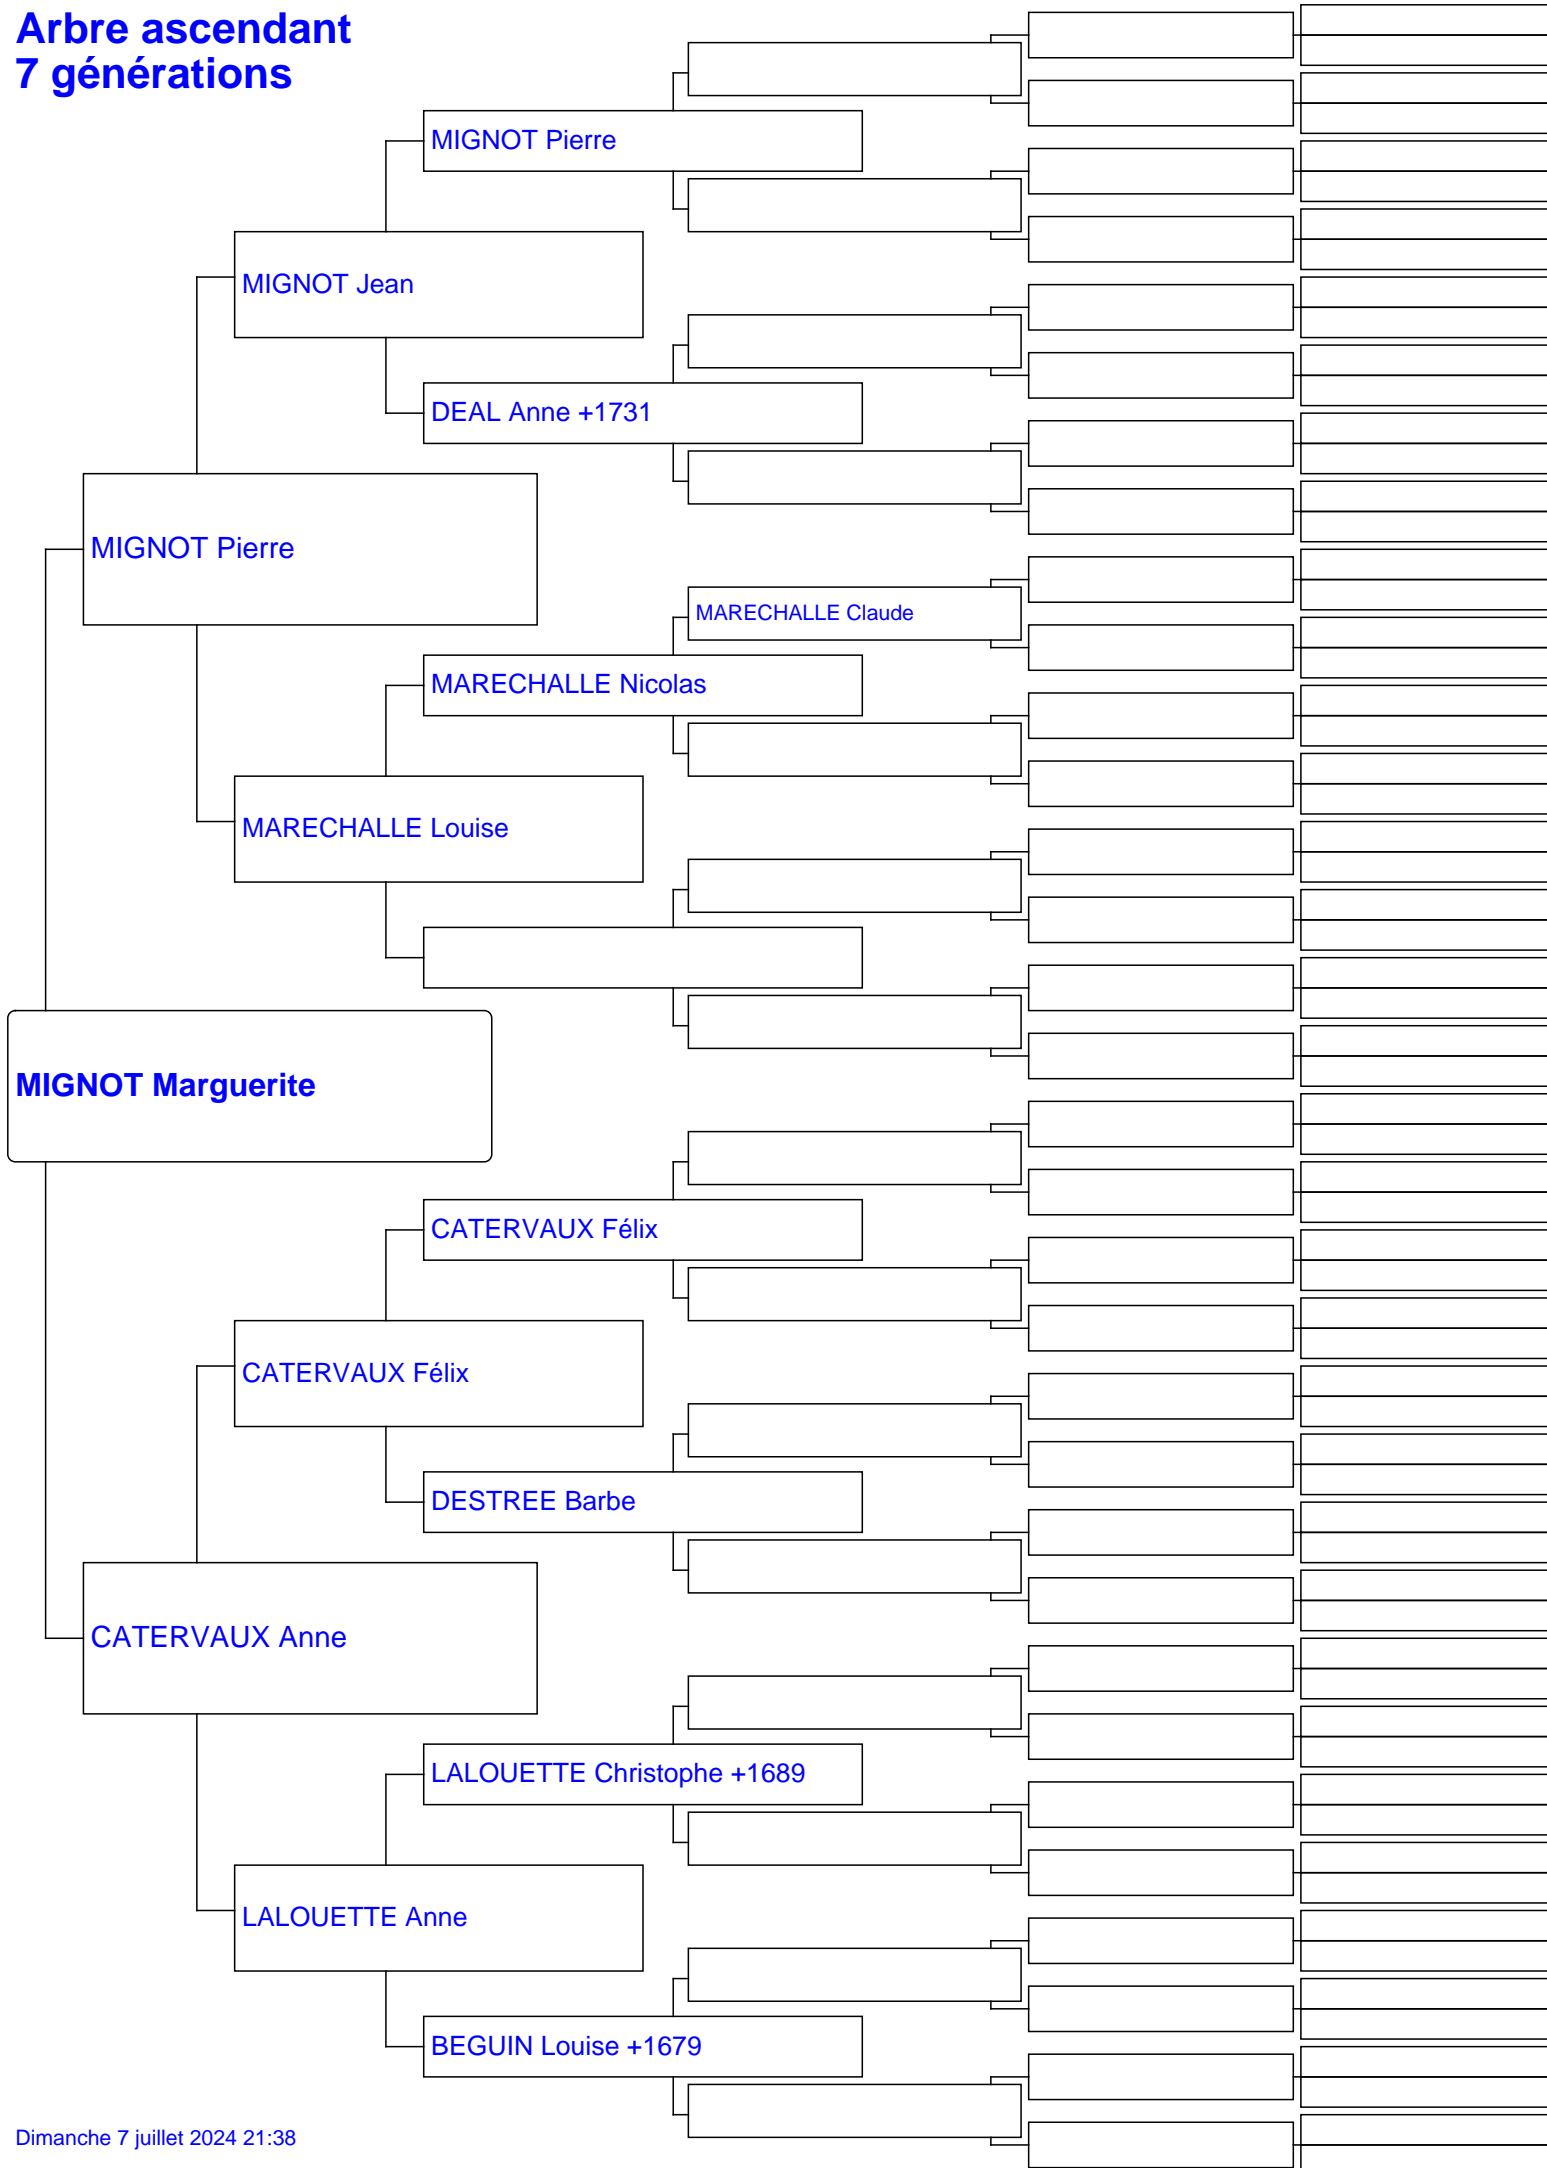 Arbre ascendant
7 générations
MIGNOT Pierre
MIGNOT Jean
DEAL Anne +1731
MIGNOT Pierre
MARECHALLE Claude
MARECHALLE Nicolas
MARECHALLE Louise
MIGNOT Marguerite
CATERVAUX Félix
CATERVAUX Félix
DESTREE Barbe
CATERVAUX Anne
LALOUETTE Christophe +1689
LALOUETTE Anne
BEGUIN Louise +1679
Dimanche 7 juillet 2024 21:38